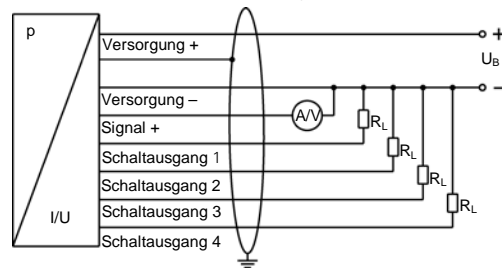 p
+
Versorgung +
U_B
Versorgung –
–
A/V
Signal +
R_L
Schaltausgang 1
R_L
Schaltausgang 2
R_L
Schaltausgang 3
R_L
I/U
Schaltausgang 4